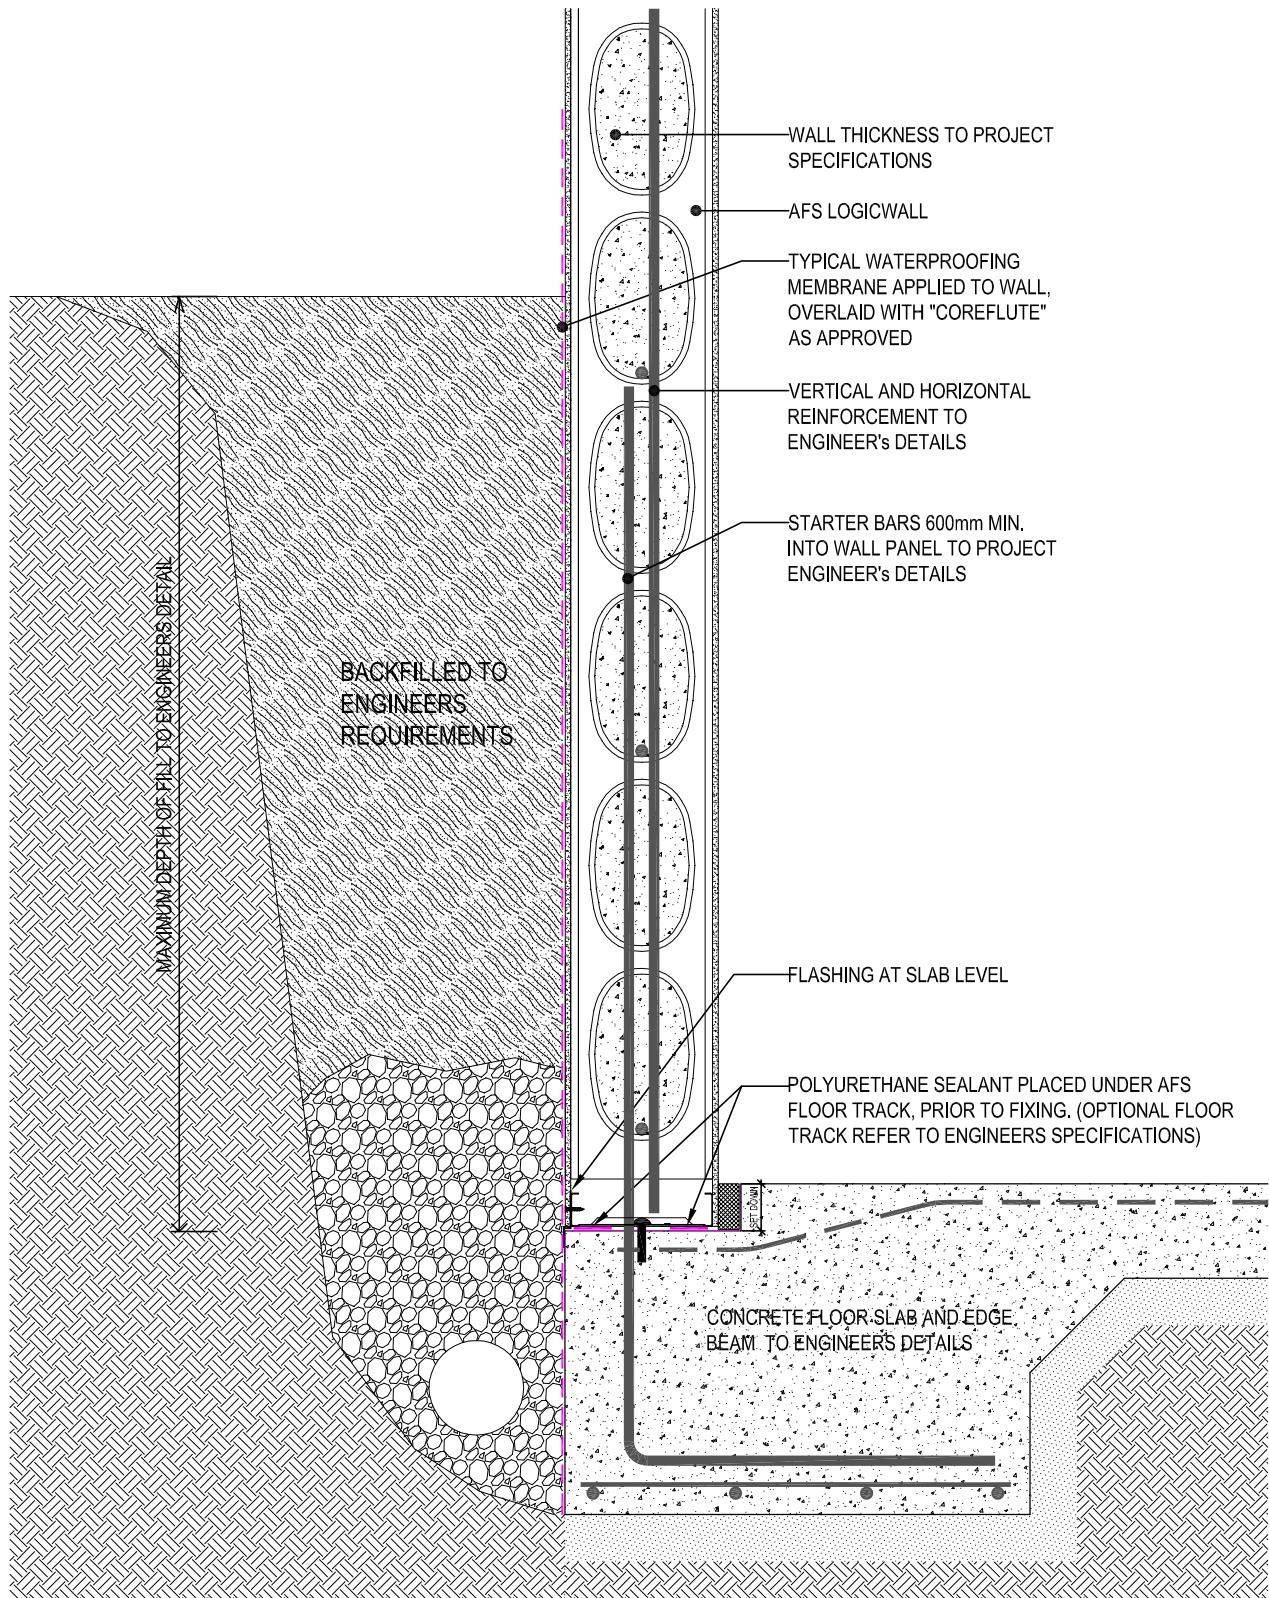 WALL THICKNESS TO PROJECT
SPECIFICATIONS
AFS LOGICWALL
TYPICAL WATERPROOFING
MEMBRANE APPLIED TO WALL,
OVERLAID WITH "COREFLUTE"
AS APPROVED
VERTICAL AND HORIZONTAL
REINFORCEMENT TO
ENGINEER's DETAILS
STARTER BARS 600mm MIN.
INTO WALL PANEL TO PROJECT
ENGINEER's DETAILS
MAXIMUM DEPTH OF FILL TO ENGINEERS DETAIL
BACKFILLED TO
ENGINEERS
REQUIREMENTS
FLASHING AT SLAB LEVEL
POLYURETHANE SEALANT PLACED UNDER AFS
FLOOR TRACK, PRIOR TO FIXING. (OPTIONAL FLOOR
TRACK REFER TO ENGINEERS SPECIFICATIONS)
SET DOWN
CONCRETE FLOOR SLAB AND EDGE
BEAM TO ENGINEERS DETAILS